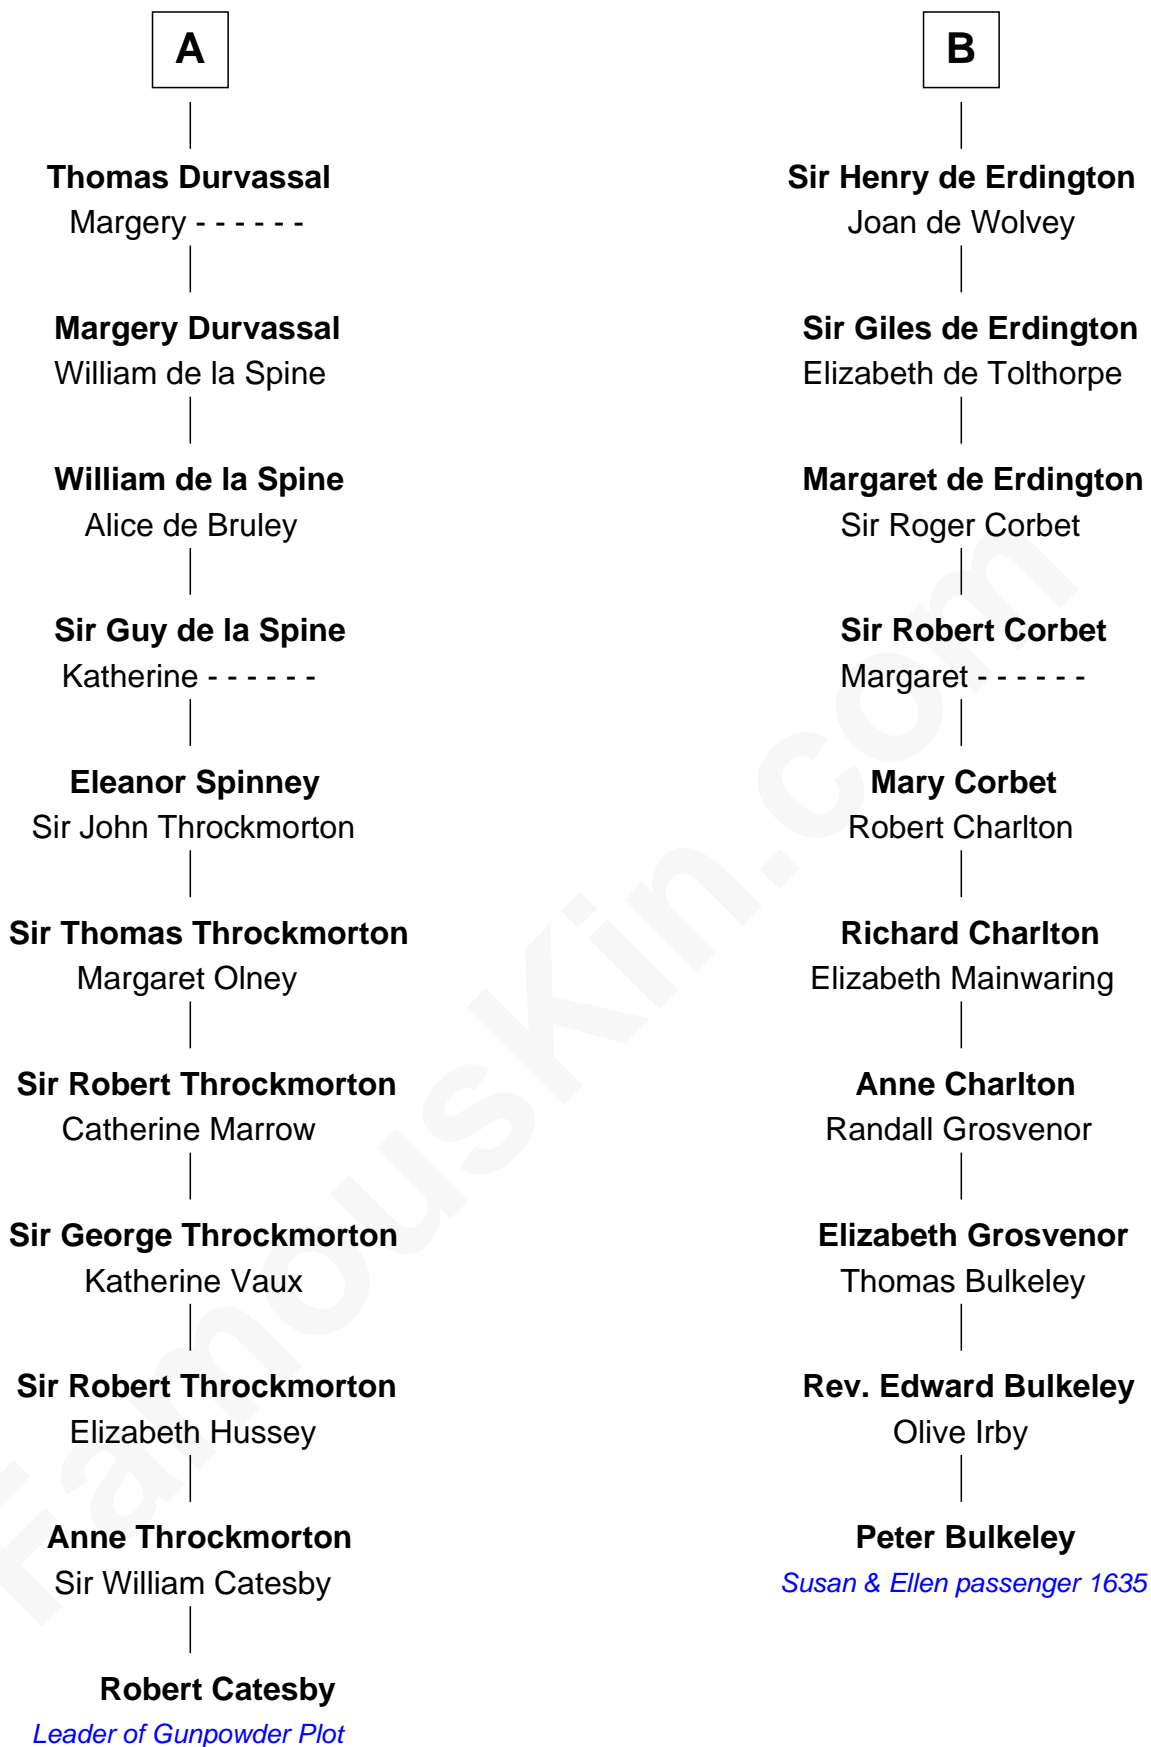 A
Thomas Durvassal
Margery - - - - - -
Margery Durvassal
William de la Spine
William de la Spine
Alice de Bruley
Sir Guy de la Spine
Katherine - - - - - -
Eleanor Spinney
Sir John Throckmorton
Sir Thomas Throckmorton
Margaret Olney
Sir Robert Throckmorton
Catherine Marrow
Sir George Throckmorton
Katherine Vaux
Sir Robert Throckmorton
Elizabeth Hussey
Anne Throckmorton
Sir William Catesby
Robert Catesby
Leader of Gunpowder Plot
B
Sir Henry de Erdington
Joan de Wolvey
Sir Giles de Erdington
Elizabeth de Tolthorpe
Margaret de Erdington
Sir Roger Corbet
Sir Robert Corbet
Margaret - - - - - -
Mary Corbet
Robert Charlton
Richard Charlton
Elizabeth Mainwaring
Anne Charlton
Randall Grosvenor
Elizabeth Grosvenor
Thomas Bulkeley
Rev. Edward Bulkeley
Olive Irby
Peter Bulkeley
Susan & Ellen passenger 1635
FamousKin.com